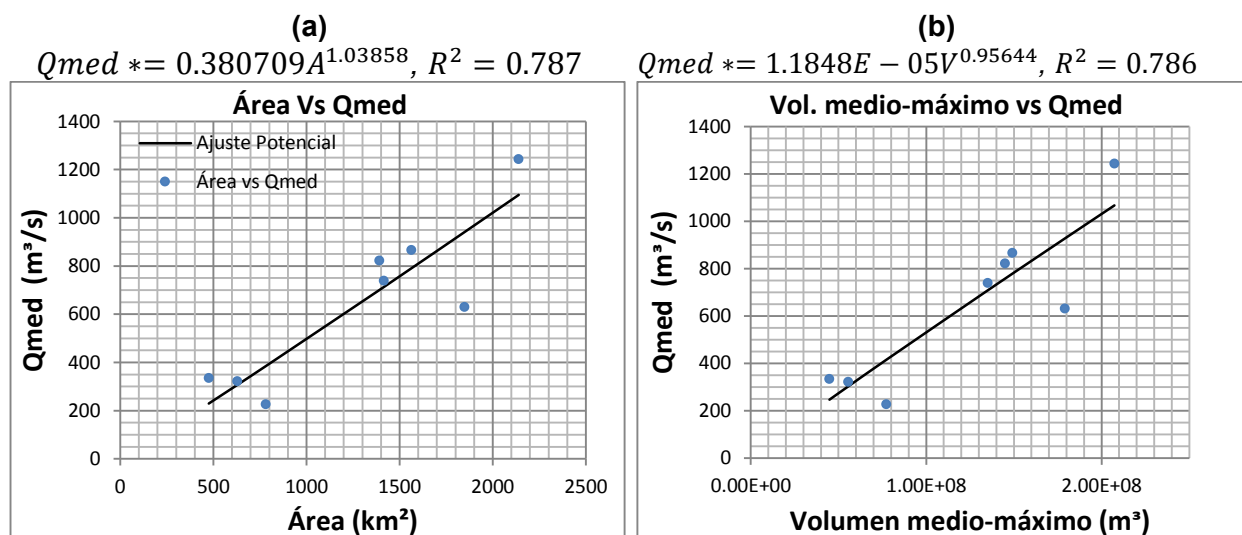 (a)
Qmed *= 0.380709A^1.03858, R² = 0.787
Área Vs Qmed
1400
1200
1000
800
600
400
200
0
Ajuste Potencial
Área vs Qmed
Qmed (m³/s)
0 500 1000 1500 2000 2500
Área (km²)
(b)
Qmed *= 1.1848E − 05V^0.95644, R² = 0.786
Vol. medio-máximo vs Qmed
1400
1200
1000
800
600
400
200
0
Qmed (m³/s)
0.00E+00 1.00E+08 2.00E+08
Volumen medio-máximo (m³)